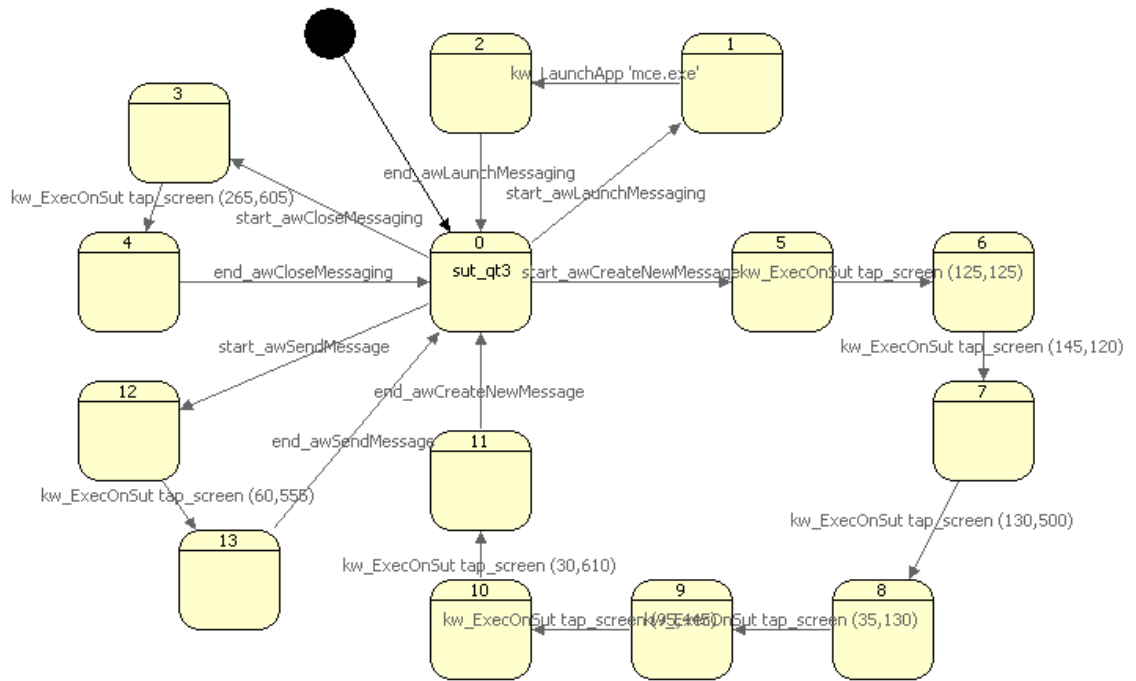 2
1
kw_LaunchApp 'mce.exe'
3
end_awLaunchMessaging
start_awLaunchMessaging
kw_ExecOnSut tap_screen (265,605)
start_awCloseMessaging
4
0
5
6
sut_qt3
end_awCloseMessaging
start_awCreateNewMessage
kw_ExecOnSut tap_screen (125,125)
start_awSendMessage
kw_ExecOnSut tap_screen (145,120)
12
7
end_awCreateNewMessage
11
end_awSendMessage
kw_ExecOnSut tap_screen (60,555)
kw_ExecOnSut tap_screen (130,500)
13
kw_ExecOnSut tap_screen (30,610)
10
9
8
kw_ExecOnSut tap_screen (95,445)
kw_ExecOnSut tap_screen (35,130)